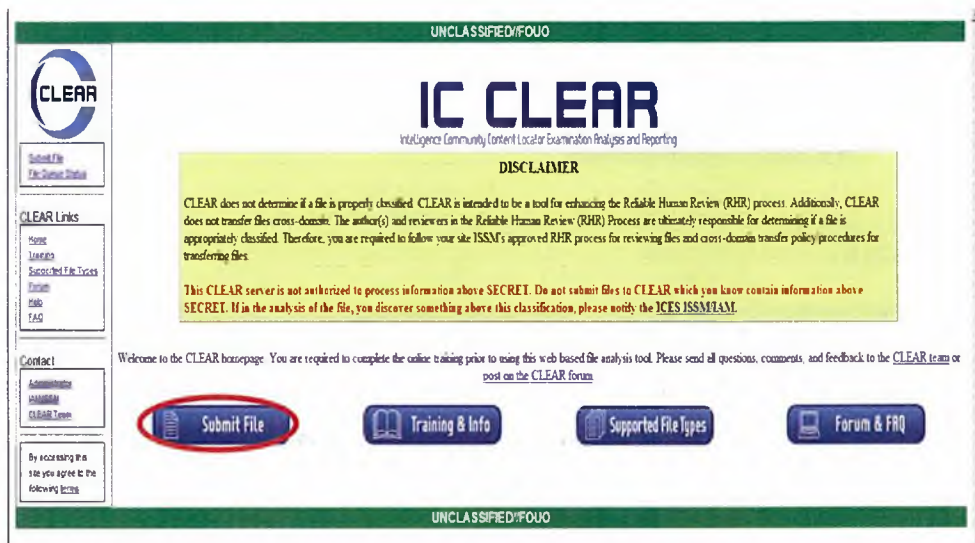 UNCLASSIFIED//FOUO
CLEAR
Submit File
File Queue Status
CLEAR Links
Home
Training
Supported File Types
Forum
Help
FAQ
Contact
Administrator
CLEAR Team
By accessing this
site you agree to the
following terms
IC CLEAR
Intelligence Community Content Locator Examination Analysis and Reporting
DISCLAIMER
CLEAR does not determine if a file is properly classified. CLEAR is intended to be a tool for enhancing the Reliable Human Review (RHR) process. Additionally, CLEAR
does not transfer files cross-domain. The author(s) and reviewers in the Reliable Human Review (RHR) Process are ultimately responsible for determining if a file is
appropriately classified. Therefore, you are required to follow your site ISSM's approved RHR process for reviewing files and cross-domain transfer policy procedures for
transferring files.
This CLEAR server is not authorized to process information above SECRET. Do not submit files to CLEAR which you know contain information above
SECRET. If in the analysis of the file, you discover something above this classification, please notify the ICES ISSM/IAM.
Welcome to the CLEAR homepage. You are required to complete the online training prior to using this web based file analysis tool. Please send all questions, comments, and feedback to the CLEAR team or
post on the CLEAR forum
Submit File
Training & Info
Supported File Types
Forum & FAQ
UNCLASSIFIED//FOUO